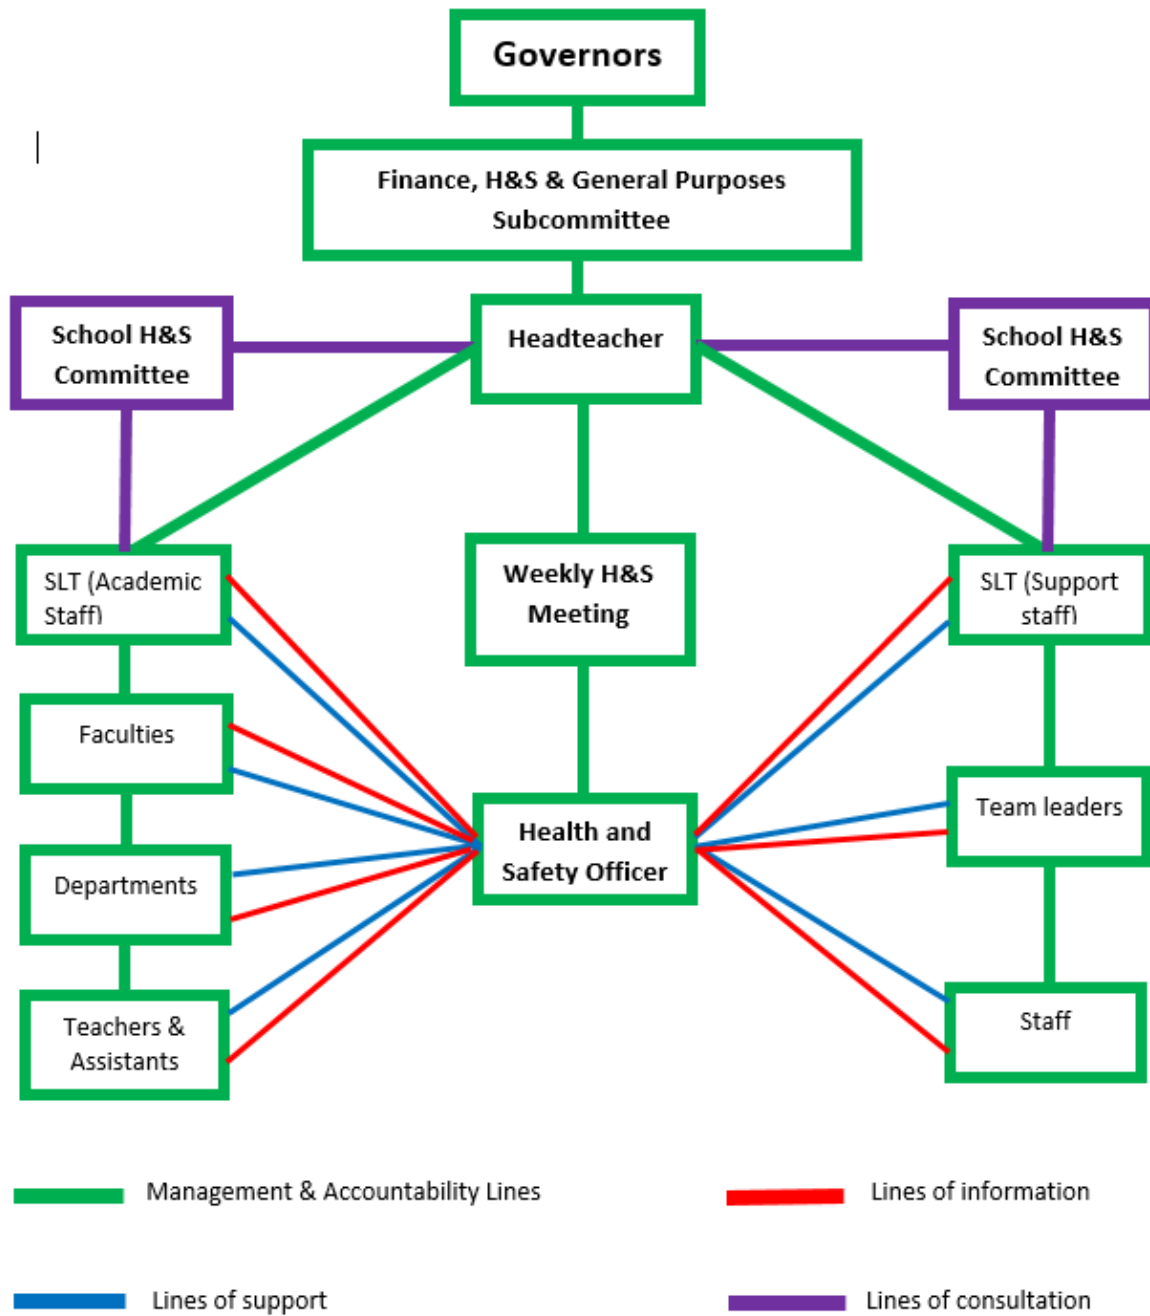 Governors
Finance, H&S & General Purposes
Subcommittee
School H&S
Committee
Headteacher
School H&S
Committee
SLT (Academic
Staff)
Weekly H&S
Meeting
SLT (Support
staff)
Faculties
Team leaders
Health and
Safety Officer
Departments
Teachers &
Assistants
Staff
Management & Accountability Lines
Lines of information
Lines of support
Lines of consultation